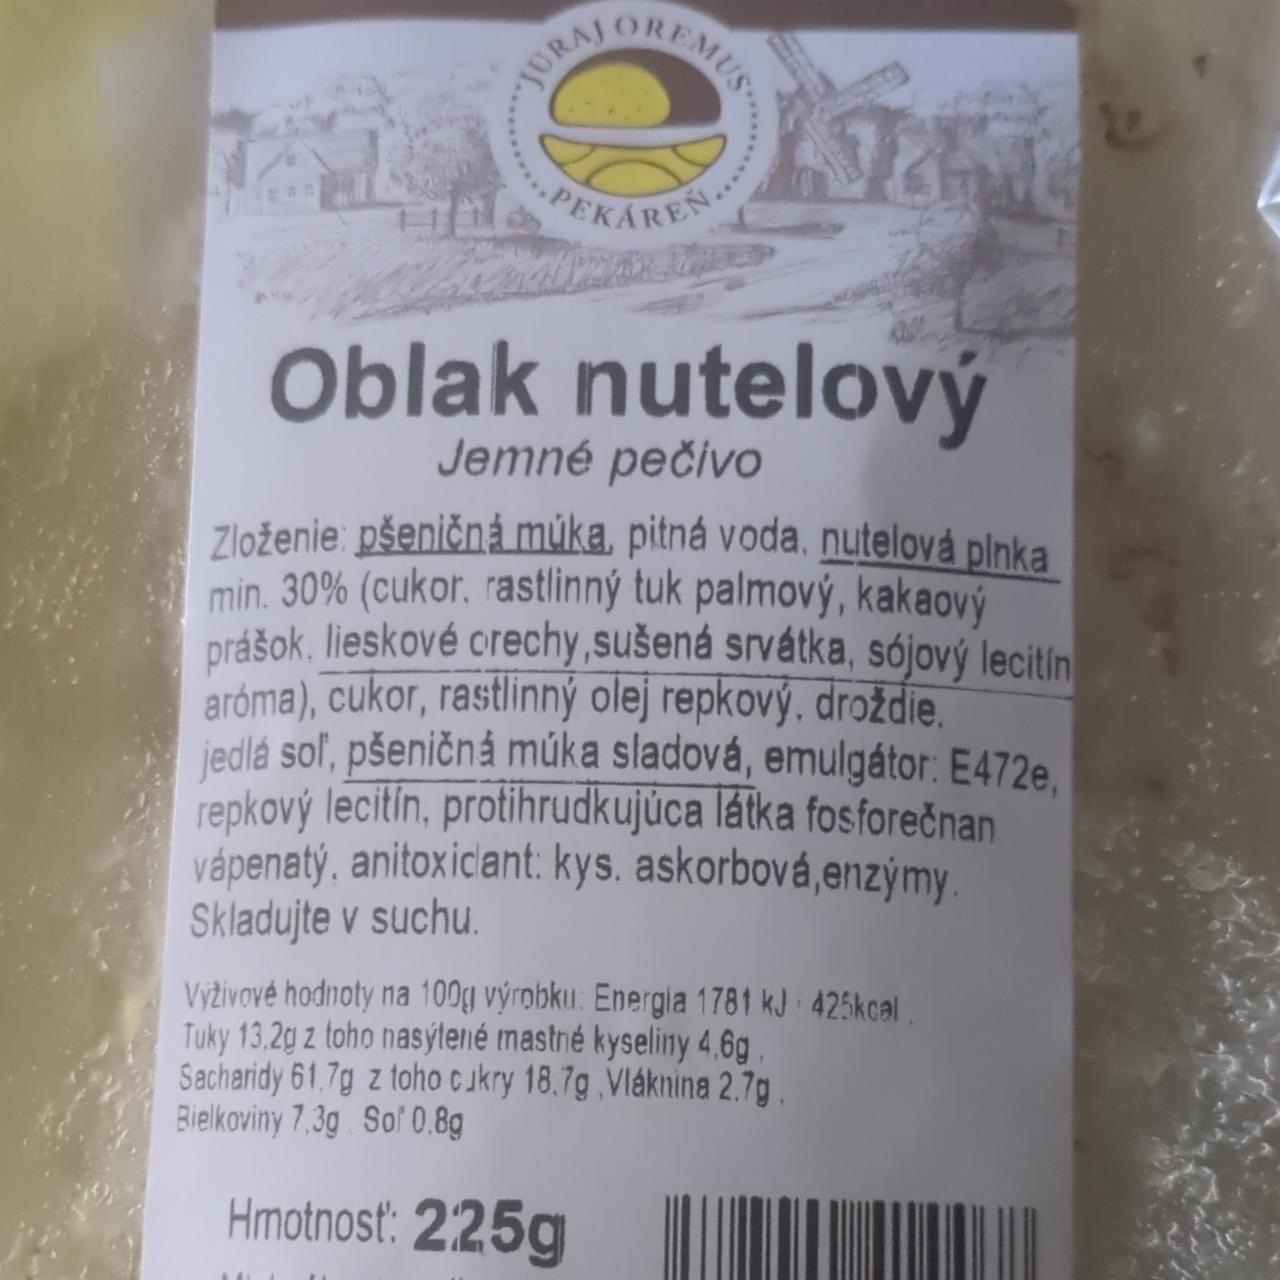 JURAJ OREMUS
PEKÁREŇ
Oblak nutelový
Jemné pečivo
Zloženie: pšeničná múka, pitná voda, nutelová plnka
min. 30% (cukor, rastlinný tuk palmový, kakaový
prášok, lieskové orechy,sušená srvátka, sójový lecitín
aróma), cukor, rastlinný olej repkový, droždie,
jedlá soľ, pšeničná múka sladová, emulgátor: E472e,
repkový lecitín, protihrudkujúca látka fosforečnan
vápenatý, anitoxidant: kys. askorbová,enzýmy.
Skladujte v suchu.
Výživové hodnoty na 100g výrobku: Energia 1781 kJ / 425kcal .
Tuky 13,2g z toho nasýtené mastné kyseliny 4,6g ,
Sacharidy 61,7g z toho cukry 18,7g ,Vláknina 2,7g .
Bielkoviny 7,3g . Soľ 0,8g
Hmotnosť: 225g